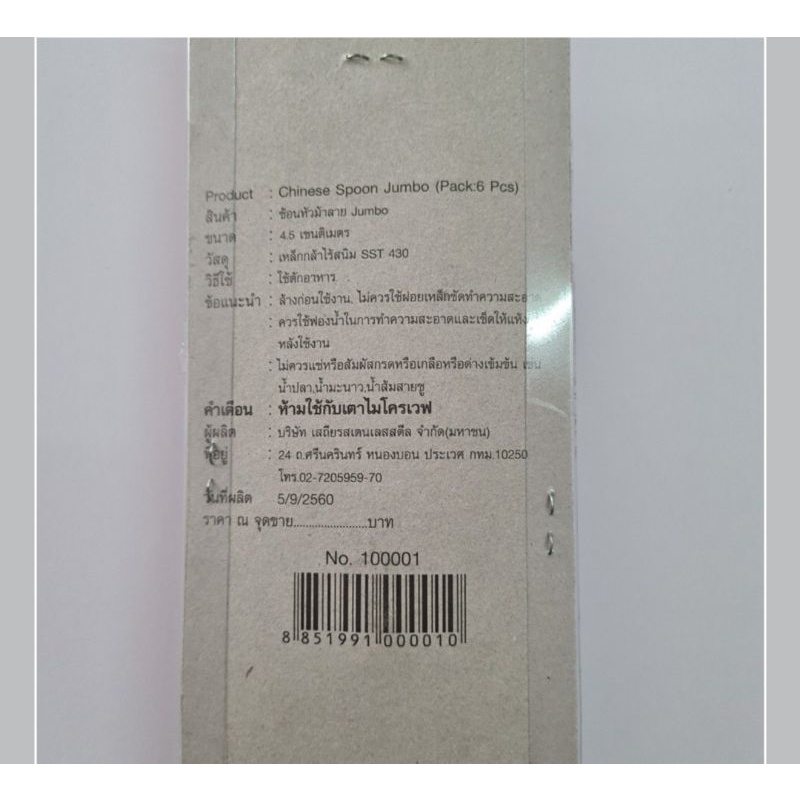 Product : Chinese Spoon Jumbo (Pack:6 Pcs)
สินค้า : ช้อนหัวม้าลาย Jumbo
ขนาด : 4.5 เซนติเมตร
วัสดุ : เหล็กกล้าไร้สนิม SST 430
วิธีใช้ : ใช้ตักอาหาร
ข้อแนะนำ : ล้างก่อนใช้งาน, ไม่ควรใช้ฝอยเหล็กขัดทำความสะอาด
: ควรใช้ฟองน้ำในการทำความสะอาดและเช็ดให้แห้ง
หลังใช้งาน
: ไม่ควรแช่หรือสัมผัสกรดหรือเกลือหรือด่างเข้มข้น เช่น
น้ำปลา,น้ำมะนาว,น้ำส้มสายชู
คำเตือน : ห้ามใช้กับเตาไมโครเวฟ
ผู้ผลิต : บริษัท เสถียรสเตนเลสสตีล จำกัด(มหาชน)
ที่อยู่ : 24 ถ.ศรีนครินทร์ หนองบอน ประเวศ กทม.10250
โทร.02-7205959-70
วันที่ผลิต 5/9/2560
ราคา ณ จุดขาย........................บาท
No. 100001
8 851991 000010